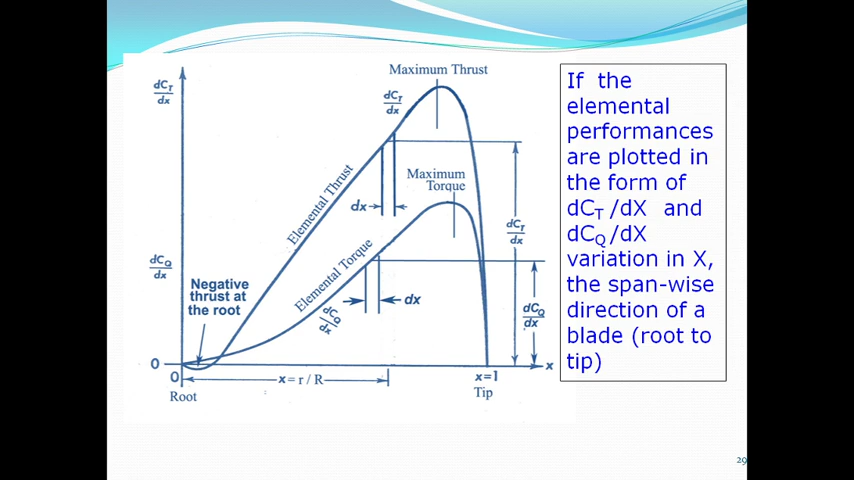 Maximum Thrust
dC_T/dx
dC_T/dx
Elemental Thrust
Maximum
Torque
dx
dC_T/dx
dC_Q/dx
Elemental Torque
Negative
thrust at
the root
dx
dC_Q/dx
dC_Q/dx
0
0
x = r / R
x=1
x
Root
Tip
If the
elemental
performances
are plotted in
the form of
dC_T /dX and
dC_Q/dX
variation in X,
the span-wise
direction of a
blade (root to
tip)
29